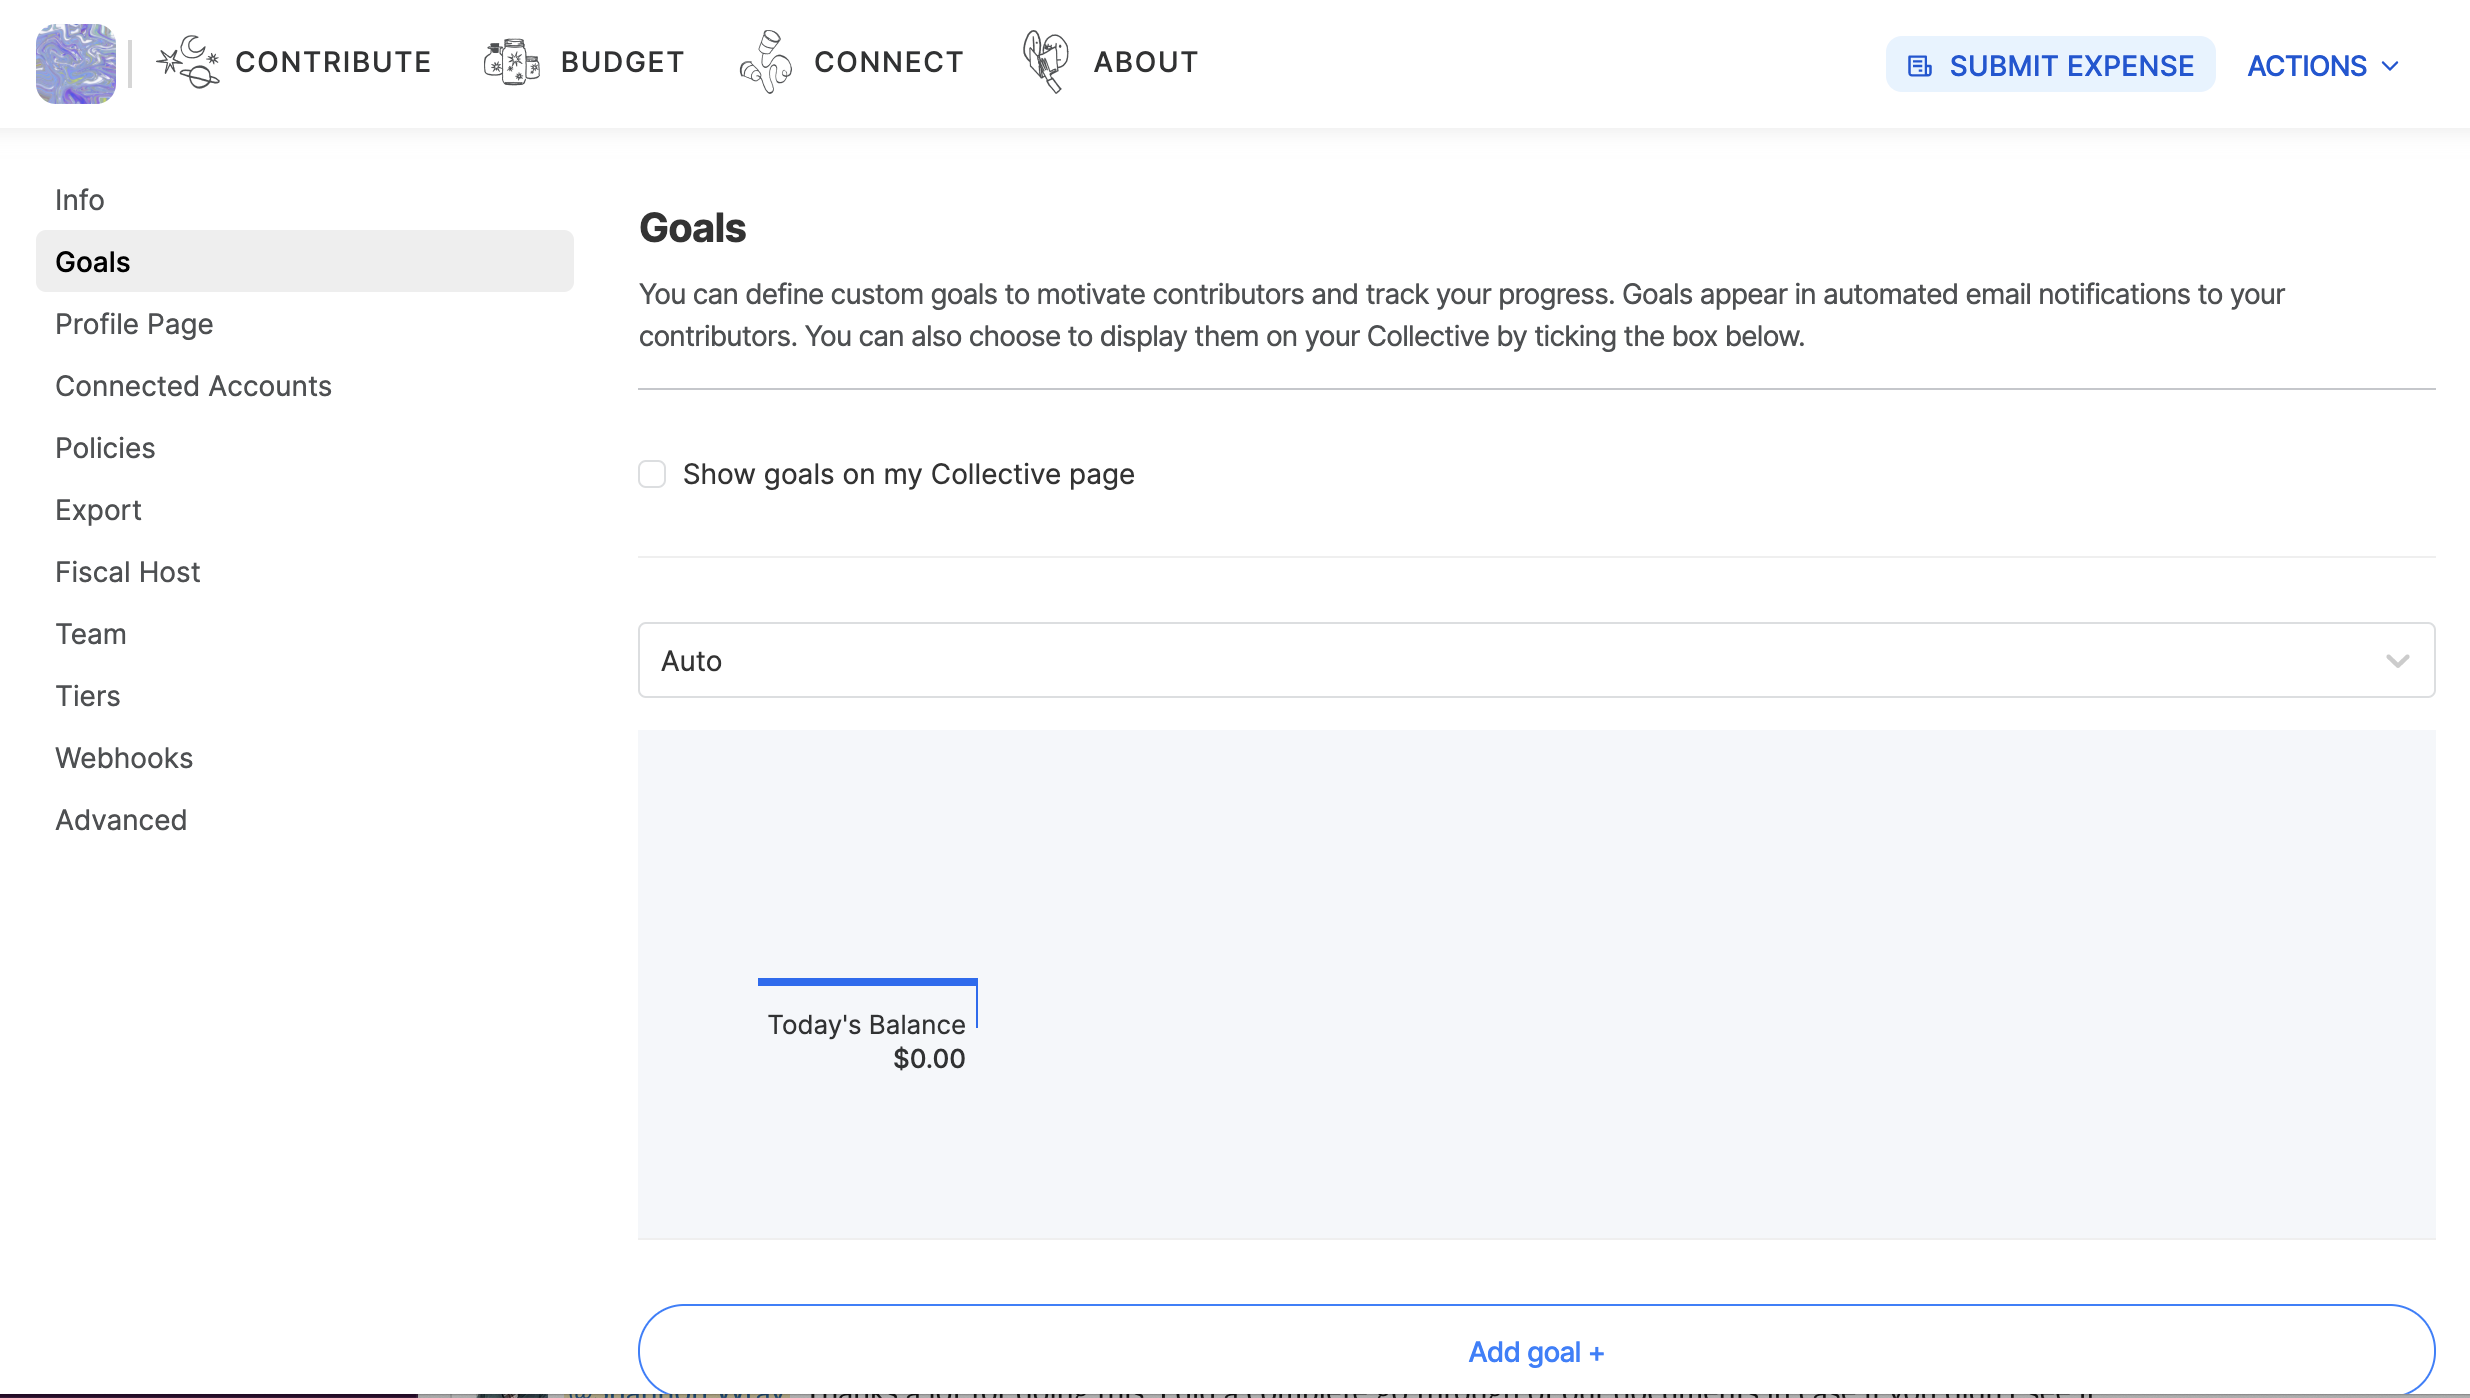 CONTRIBUTE
BUDGET
CONNECT
ABOUT
SUBMIT EXPENSE
ACTIONS
Info
Goals
Profile Page
Connected Accounts
Policies
Export
Fiscal Host
Team
Tiers
Webhooks
Advanced
Goals
You can define custom goals to motivate contributors and track your progress. Goals appear in automated email notifications to your
contributors. You can also choose to display them on your Collective by ticking the box below.
Show goals on my Collective page
Auto
Today's Balance
$0.00
Add goal +